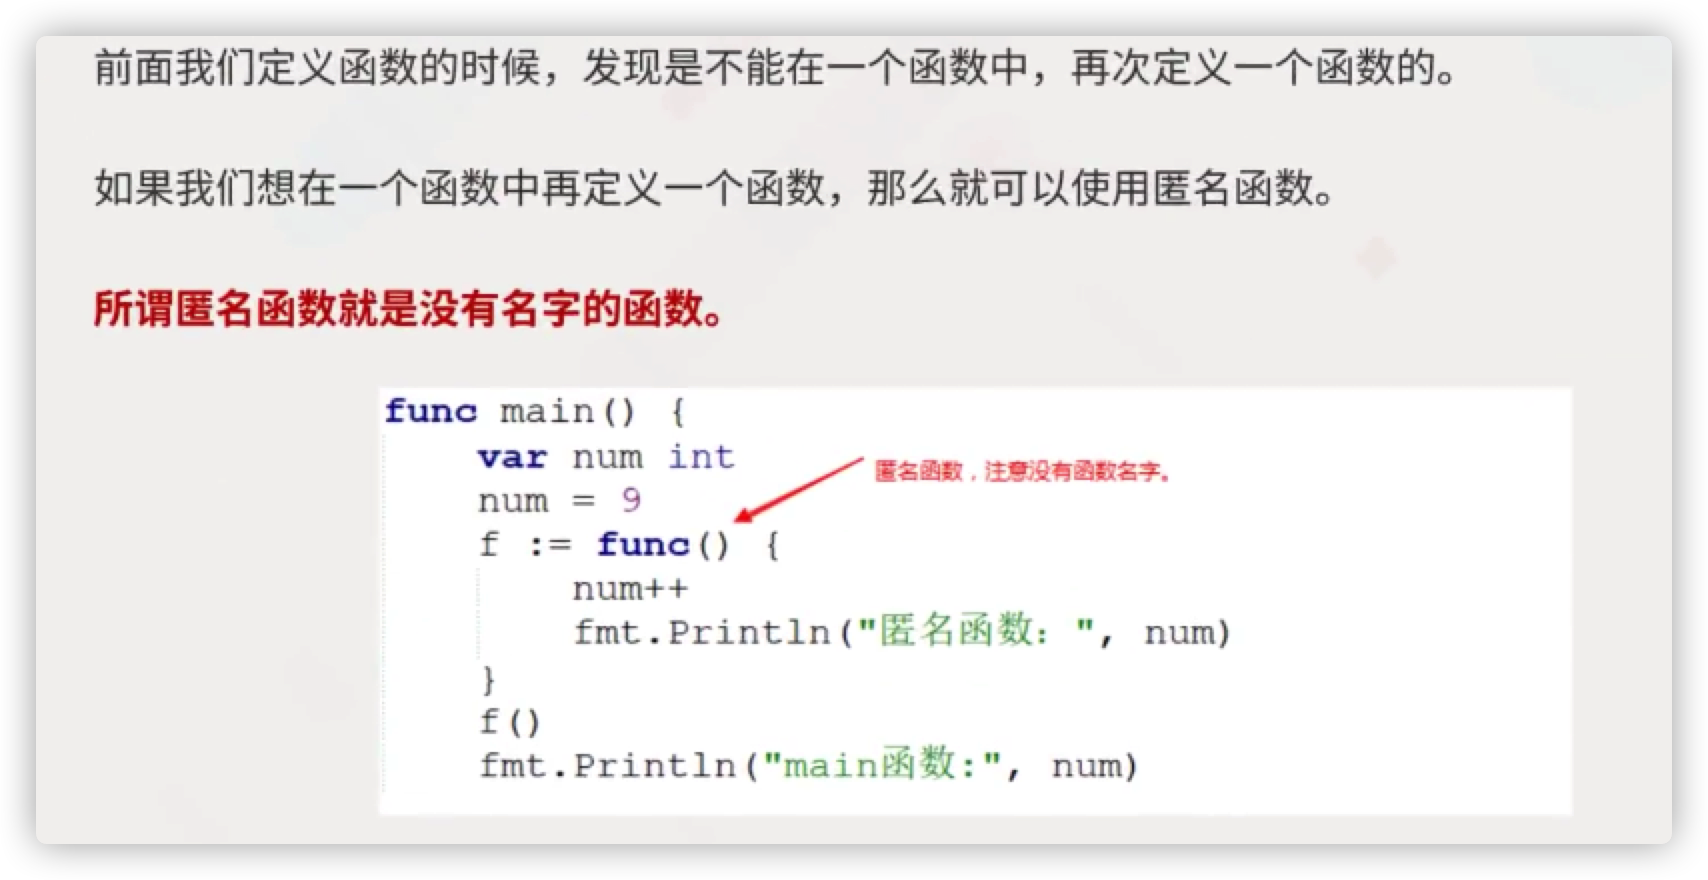 前面我们定义函数的时候，发现是不能在一个函数中，再次定义一个函数的。
如果我们想在一个函数中再定义一个函数，那么就可以使用匿名函数。
所谓匿名函数就是没有名字的函数。
func main() {
var num int
匿名函数，注意没有函数名字。
num = 9
f := func() {
num++
fmt.Println("匿名函数：", num)
}
f()
fmt.Println("main函数:", num)